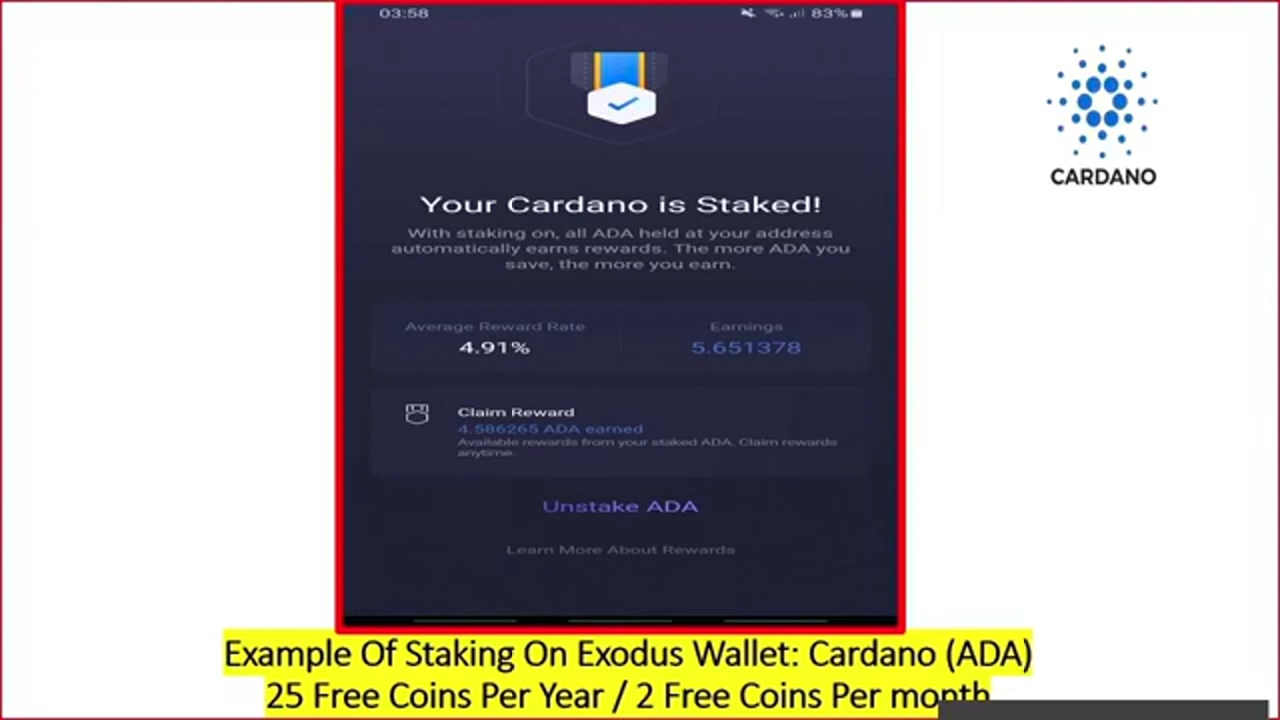 03:58
83%
CARDANO
Your Cardano is Staked!
With staking on, all ADA held at your address
automatically earns rewards. The more ADA you
save, the more you earn.
Average Reward Rate
Earnings
4.91%
5.651378
Claim Reward
4.586265 ADA earned
Available rewards from your staked ADA. Claim rewards
anytime.
Unstake ADA
Learn More About Rewards
Example Of Staking On Exodus Wallet: Cardano (ADA)
25 Free Coins Per Year / 2 Free Coins Per month